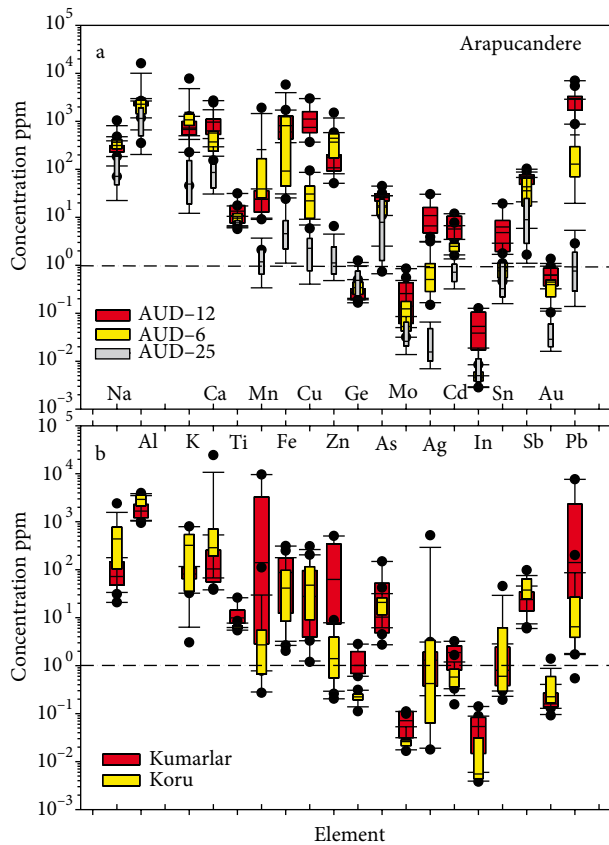 a
Arapucandere
10^5
10^4
10^3
10^2
10^1
10^0
10^−1
10^−2
10^−3
Concentration ppm
AUD−12
AUD−6
AUD−25
Na
Ca
Mn
Cu
Ge
Mo
Cd
Sn
Au
b
Al
K
Ti
Fe
Zn
As
Ag
In
Sb
Pb
10^5
10^4
10^3
10^2
10^1
10^0
10^−1
10^−2
10^−3
Concentration ppm
Kumarlar
Koru
Element